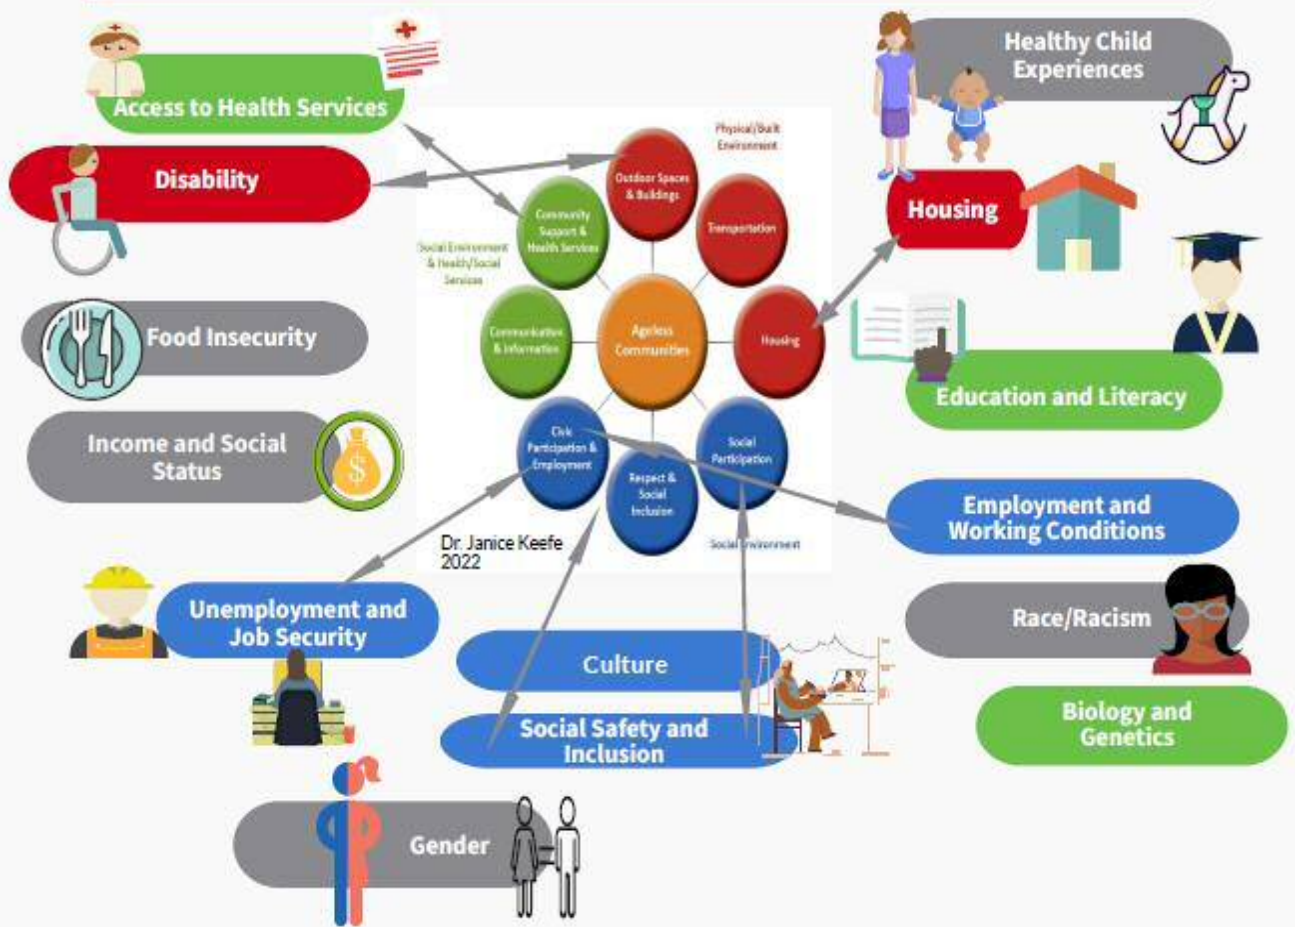 Access to Health Services
Disability
Food Insecurity
Income and Social
Status
Unemployment and
Job Security
Gender
Physical/Built
Environment
Outdoor Spaces
& Buildings
Transportation
Housing
Social
Participation
Respect &
Social
Inclusion
Civic
Participation &
Employment
Communication
& Information
Community
Support &
Health Services
Ageless
Communities
Social Environment
& Health/Social
Services
Social Environment
Dr. Janice Keefe
2022
Culture
Social Safety and
Inclusion
Healthy Child
Experiences
Housing
Education and Literacy
Employment and
Working Conditions
Race/Racism
Biology and
Genetics